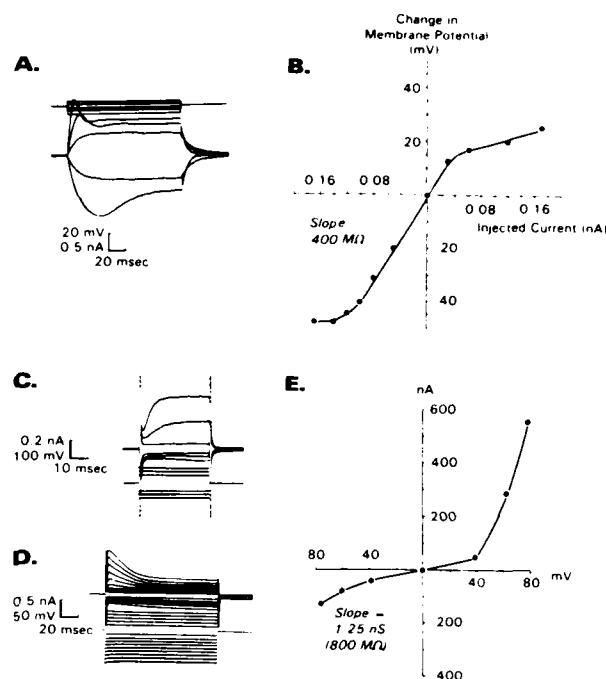 A.
20 mV
0.5 nA
20 msec
B.
Change in
Membrane Potential
(mV)
40
20
0 16 0 08
0 08 0 16
Injected Current (nA)
Slope
400 MΩ
20
40
C.
0.2 nA
100 mV
10 msec
D.
0.5 nA
50 mV
20 msec
E.
nA
600
400
200
80 40
40 80
mV
Slope =
1 25 nS
(800 MΩ)
200
400